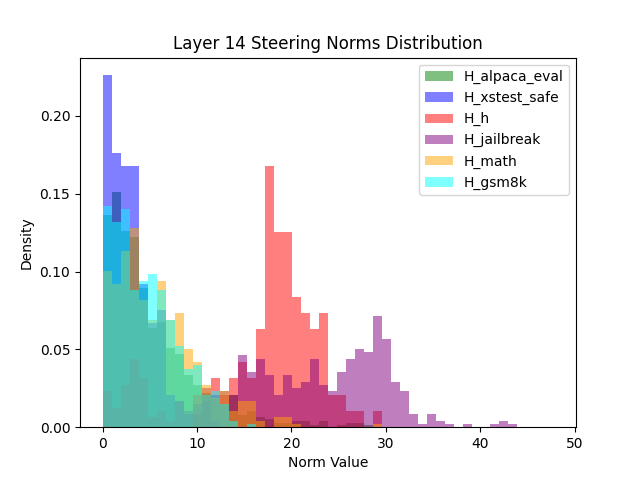 Layer 14 Steering Norms Distribution
H_alpaca_eval
H_xstest_safe
H_h
H_jailbreak
H_math
H_gsm8k
0.20
0.15
0.10
0.05
0.00
Density
0 10 20 30 40 50
Norm Value